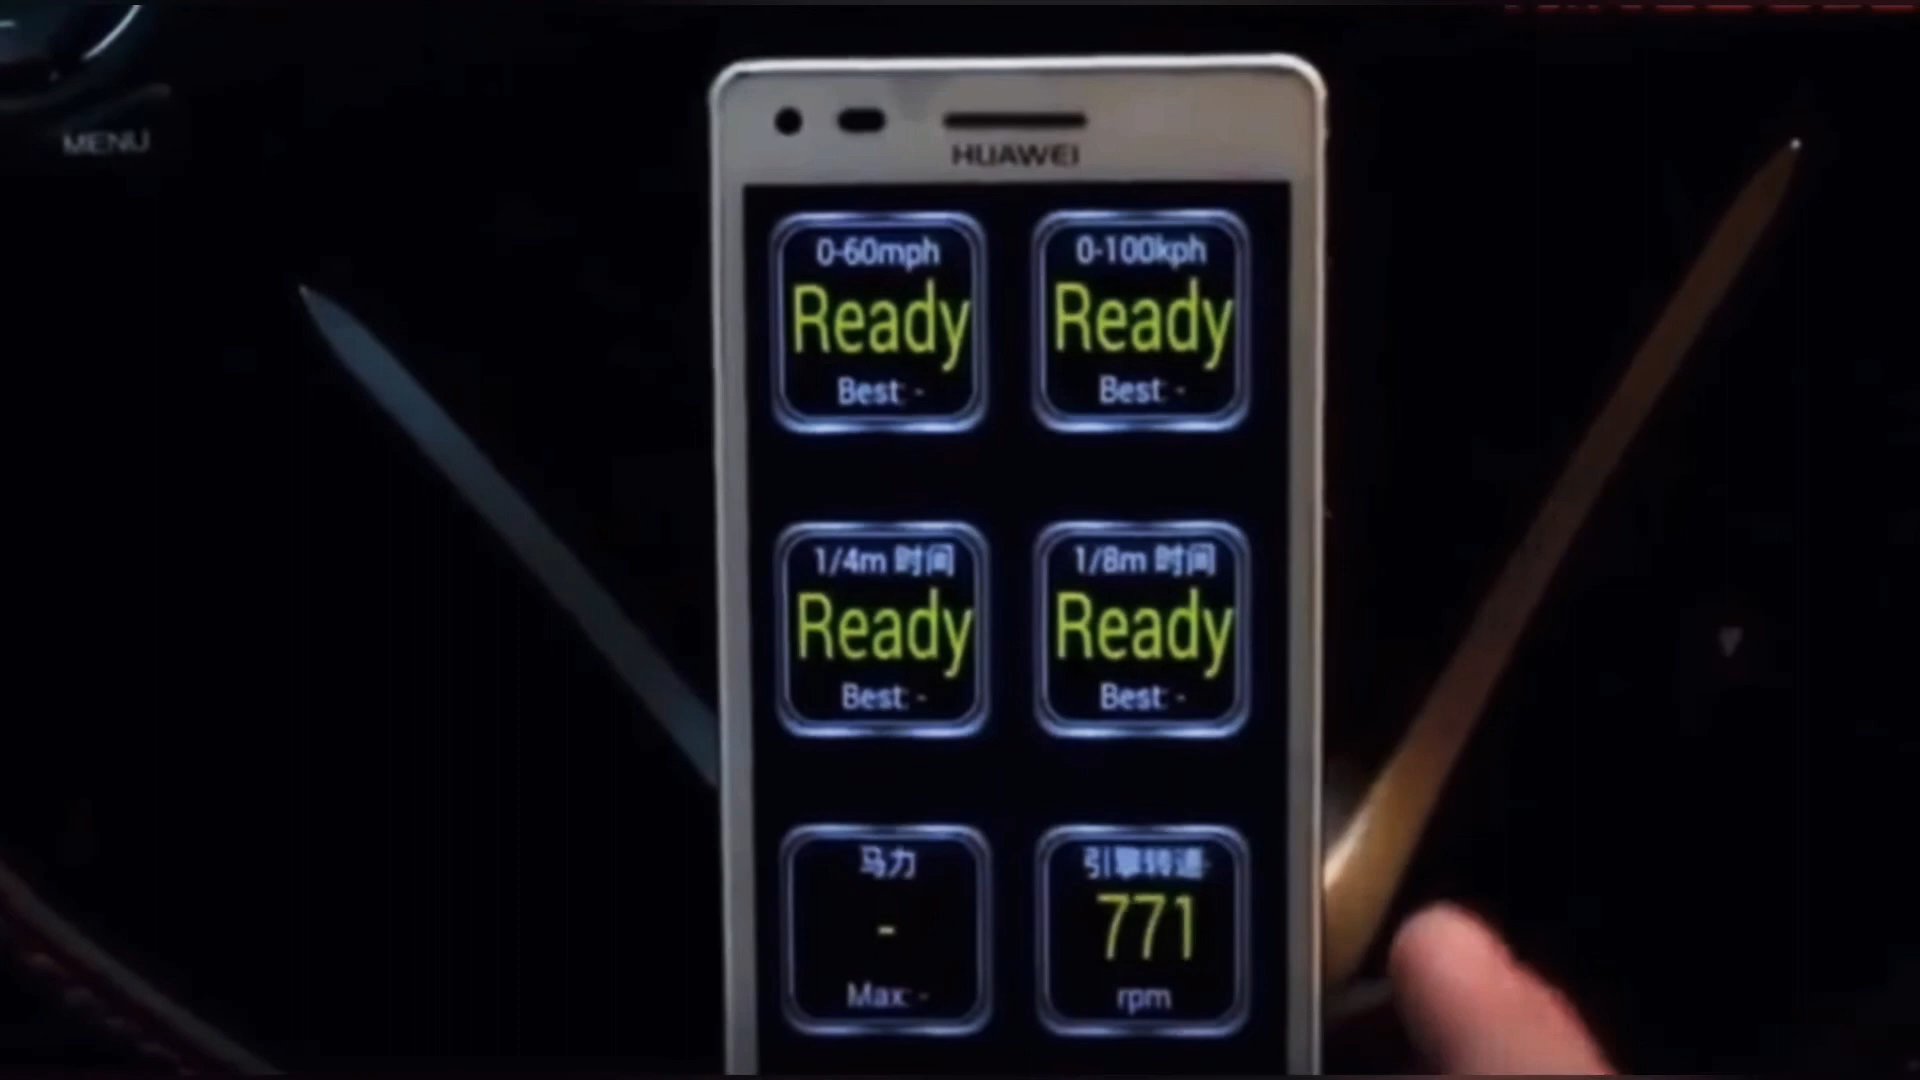 MENU
HUAWEI
0-60mph
Ready
Best: -
0-100kph
Ready
Best: -
1/4m 时间
Ready
Best: -
1/8m 时间
Ready
Best: -
马力
-
Max: -
引擎转速
771
rpm